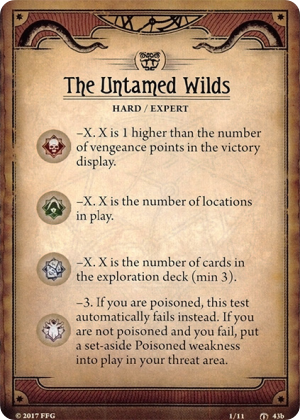 The Untamed Wilds
HARD / EXPERT
–X. X is 1 higher than the number
of vengeance points in the victory
display.
–X. X is the number of locations
in play.
–X. X is the number of cards in
the exploration deck (min 3).
–3. If you are poisoned, this test
automatically fails instead. If you
are not poisoned and you fail, put
a set-aside Poisoned weakness
into play in your threat area.
© 2017 FFG
1/11
43b